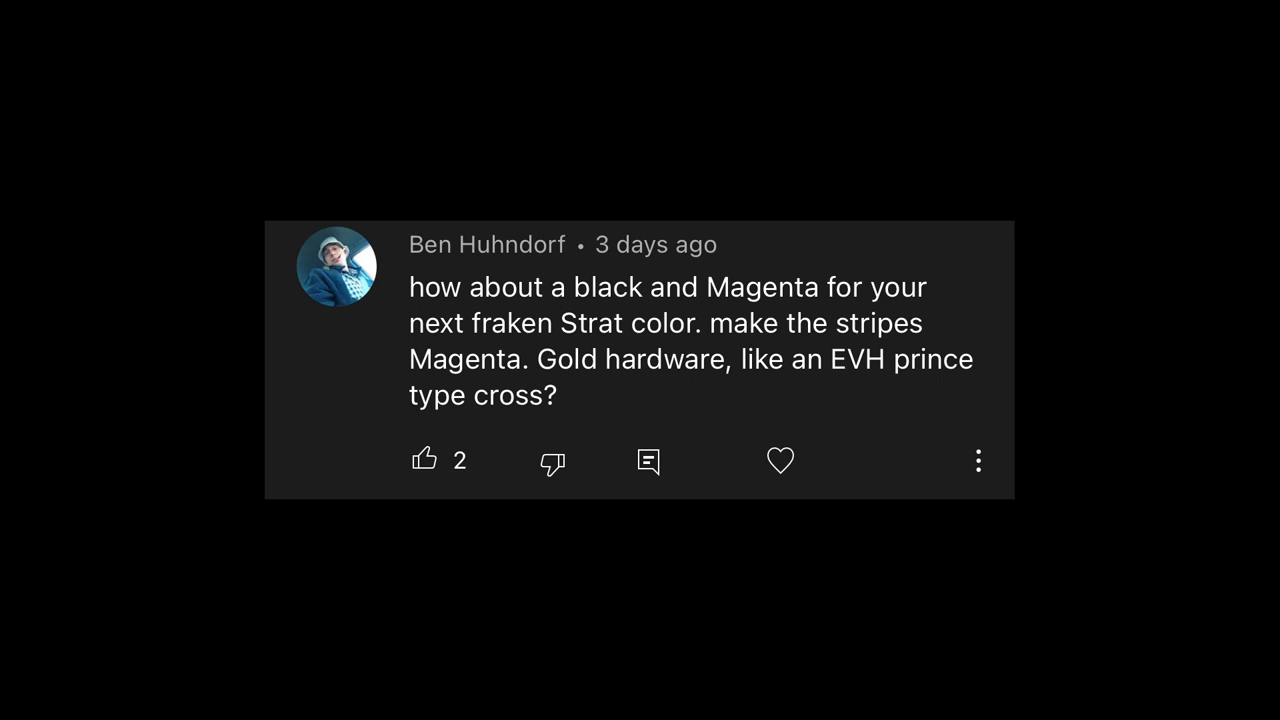 Ben Huhndorf • 3 days ago
how about a black and Magenta for your
next fraken Strat color. make the stripes
Magenta. Gold hardware, like an EVH prince
type cross?
2